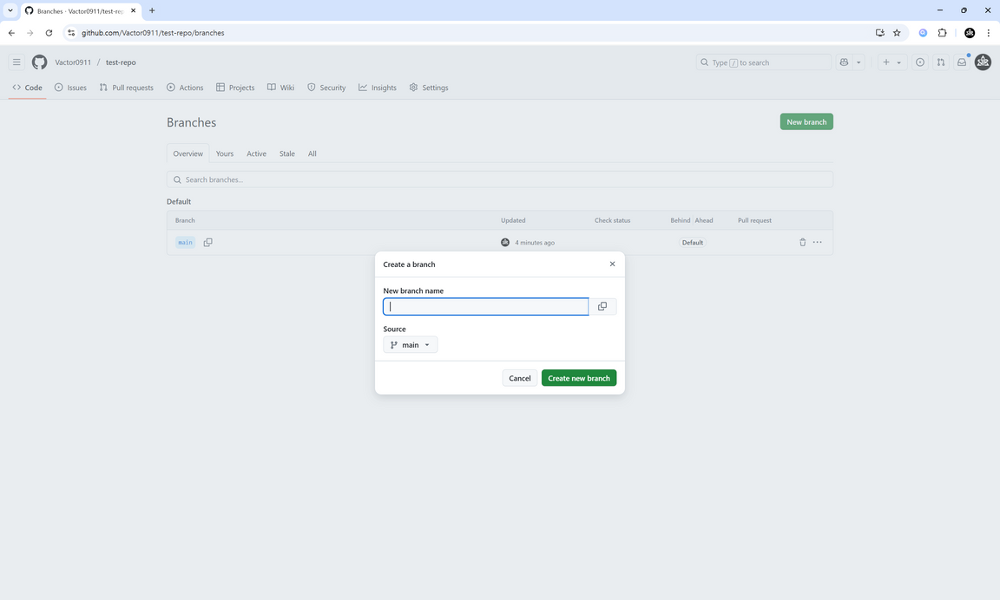 Branches · Vactor0911/test-repo
github.com/Vactor0911/test-repo/branches
Vactor0911 / test-repo
Type / to search
Code Issues Pull requests Actions Projects Wiki Security Insights Settings
Branches
New branch
Overview Yours Active Stale All
Search branches...
Default
Branch Updated Check status Behind Ahead Pull request
main 4 minutes ago Default
Create a branch
New branch name
Source
main
Cancel Create new branch